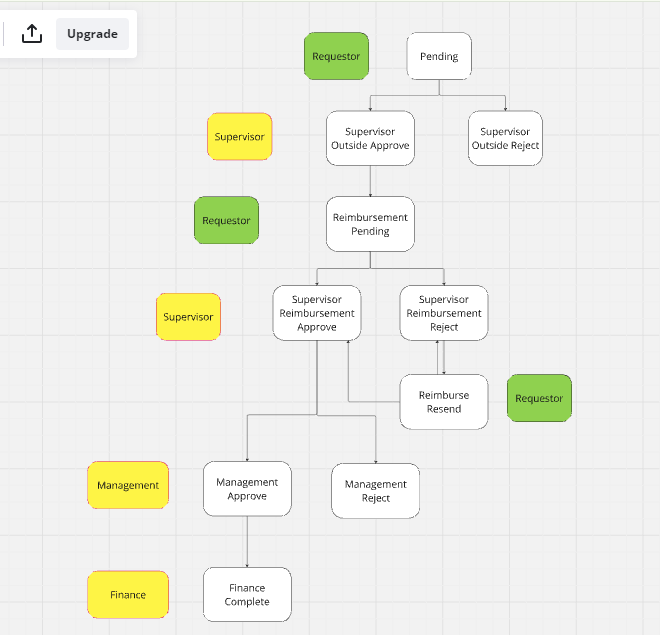 Upgrade
Requestor
Pending
Supervisor
Supervisor
Outside Approve
Supervisor
Outside Reject
Requestor
Reimbursement
Pending
Supervisor
Supervisor
Reimbursement
Approve
Supervisor
Reimbursement
Reject
Reimburse
Resend
Requestor
Management
Management
Approve
Management
Reject
Finance
Finance
Complete